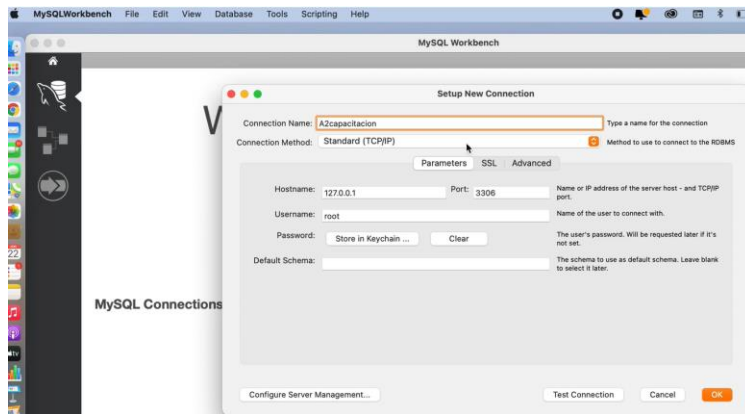 MySQLWorkbench File Edit View Database Tools Scripting Help
MySQL Workbench
W
Setup New Connection
Connection Name: A2capacitacion Type a name for the connection
Connection Method: Standard (TCP/IP) Method to use to connect to the RDBMS
Parameters SSL Advanced
Hostname: 127.0.0.1 Port: 3306 Name or IP address of the server host - and TCP/IP
port.
Username: root Name of the user to connect with.
Password: Store in Keychain ... Clear The user's password. Will be requested later if it's
not set.
Default Schema: The schema to use as default schema. Leave blank
to select it later.
22
MySQL Connections
tv
Configure Server Management... Test Connection Cancel OK